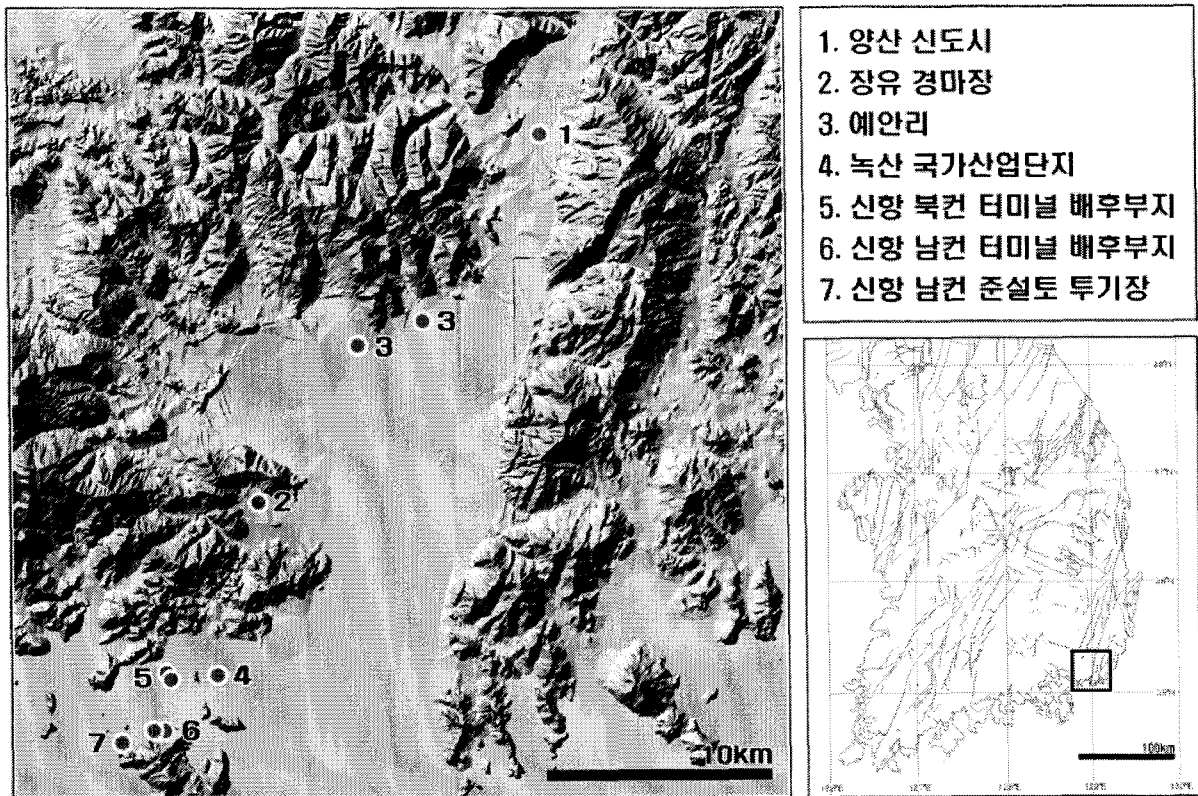 1
3
3
2
5
4
7
6
10km
1. 양산 신도시
2. 장유 경마장
3. 예안리
4. 녹산 국가산업단지
5. 신항 북컨 터미널 배후부지
6. 신항 남컨 터미널 배후부지
7. 신항 남컨 준설토 투기장
100km